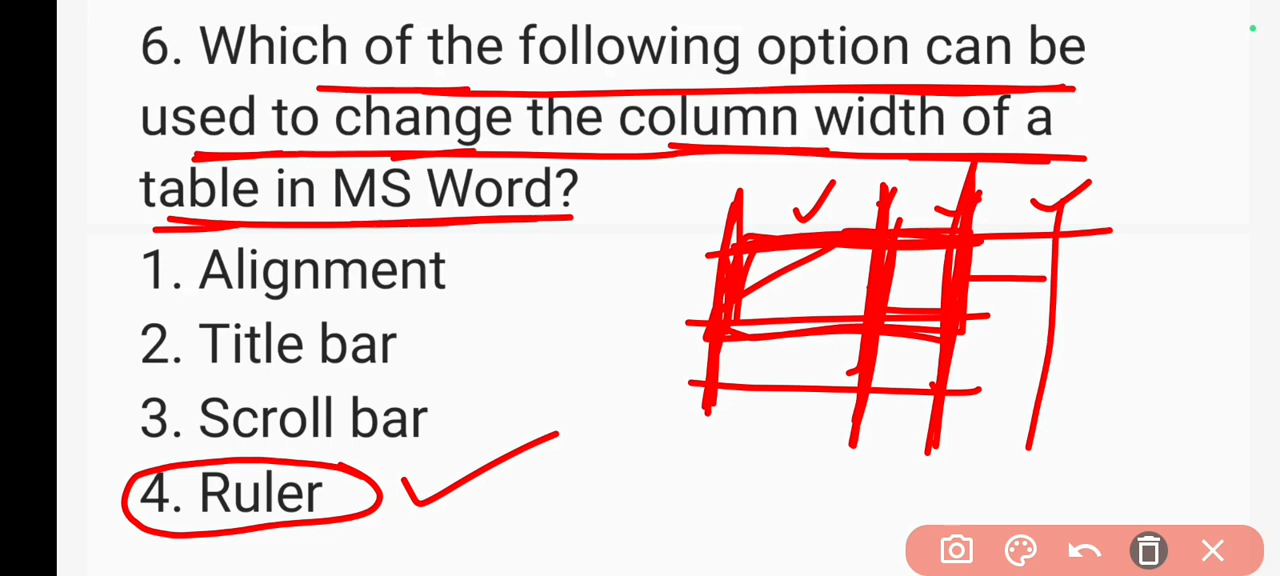 6. Which of the following option can be
used to change the column width of a
table in MS Word?
1. Alignment
2. Title bar
3. Scroll bar
4. Ruler